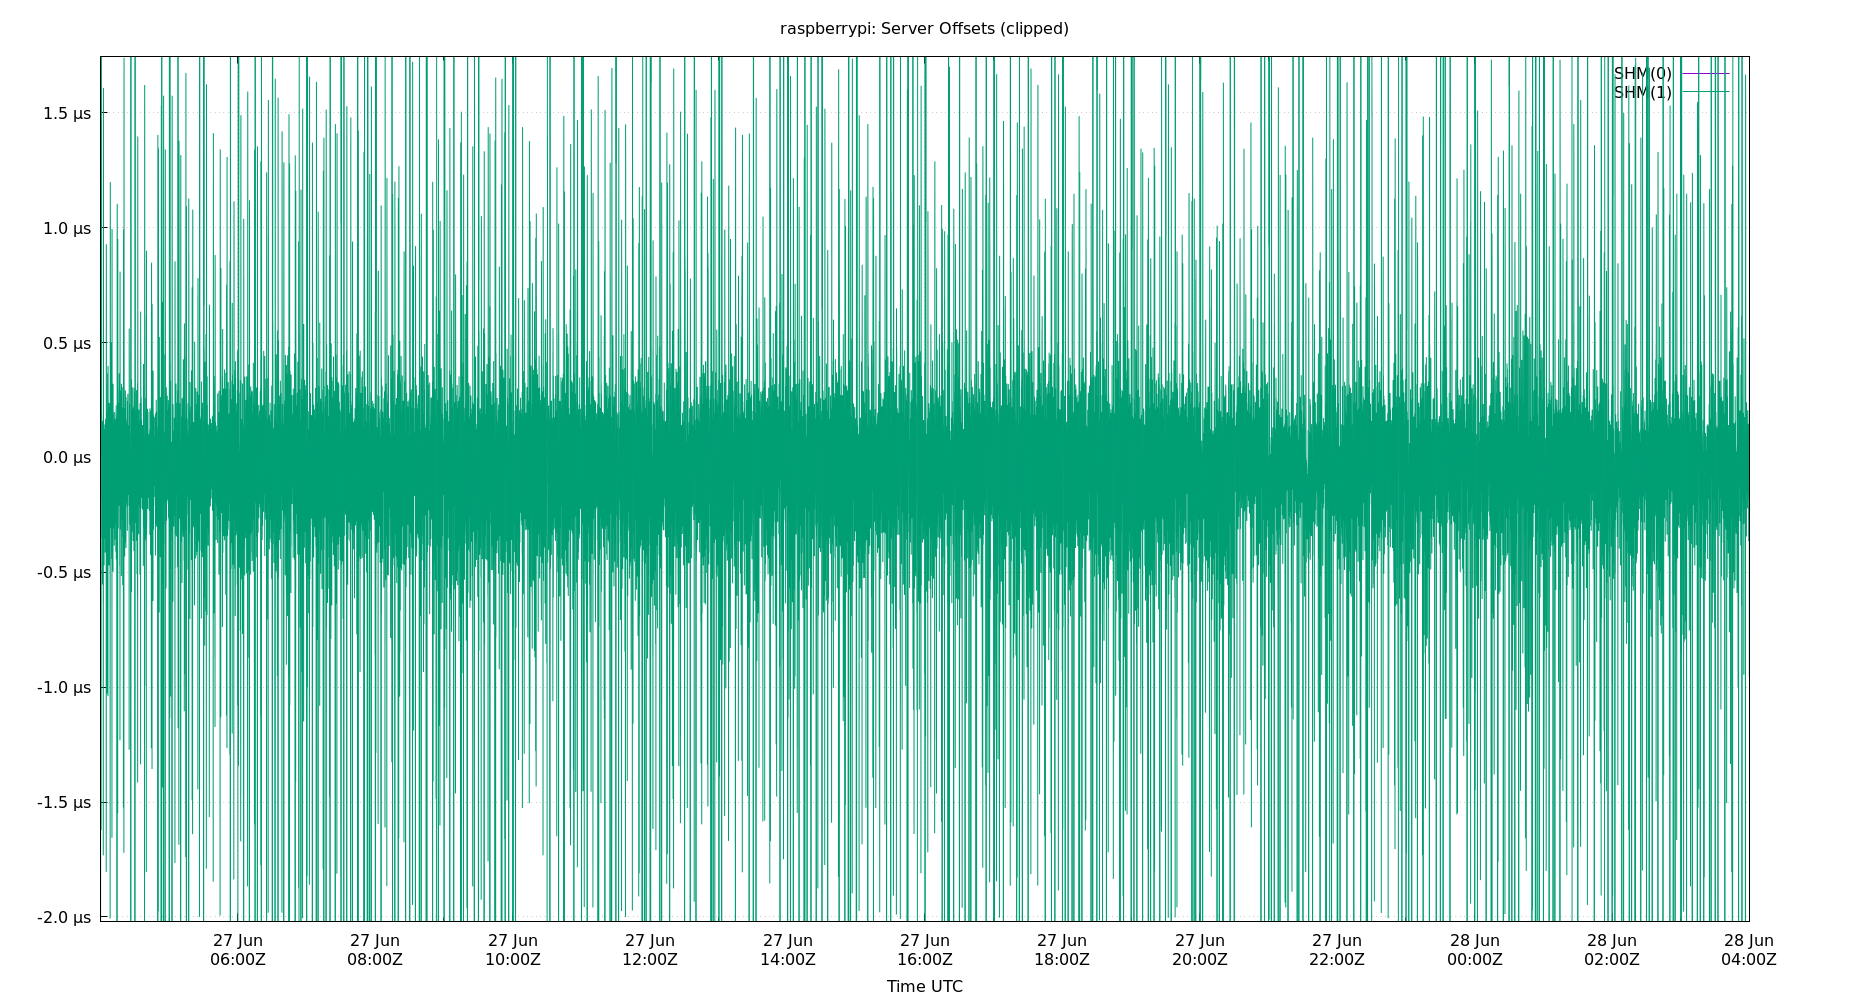 raspberrypi: Server Offsets (clipped)
SHM(0)
SHM(1)
1.5 µs
1.0 µs
0.5 µs
0.0 µs
-0.5 µs
-1.0 µs
-1.5 µs
-2.0 µs
27 Jun 27 Jun 27 Jun 27 Jun 27 Jun 27 Jun 27 Jun 27 Jun 27 Jun 28 Jun 28 Jun 28 Jun
06:00Z 08:00Z 10:00Z 12:00Z 14:00Z 16:00Z 18:00Z 20:00Z 22:00Z 00:00Z 02:00Z 04:00Z
Time UTC